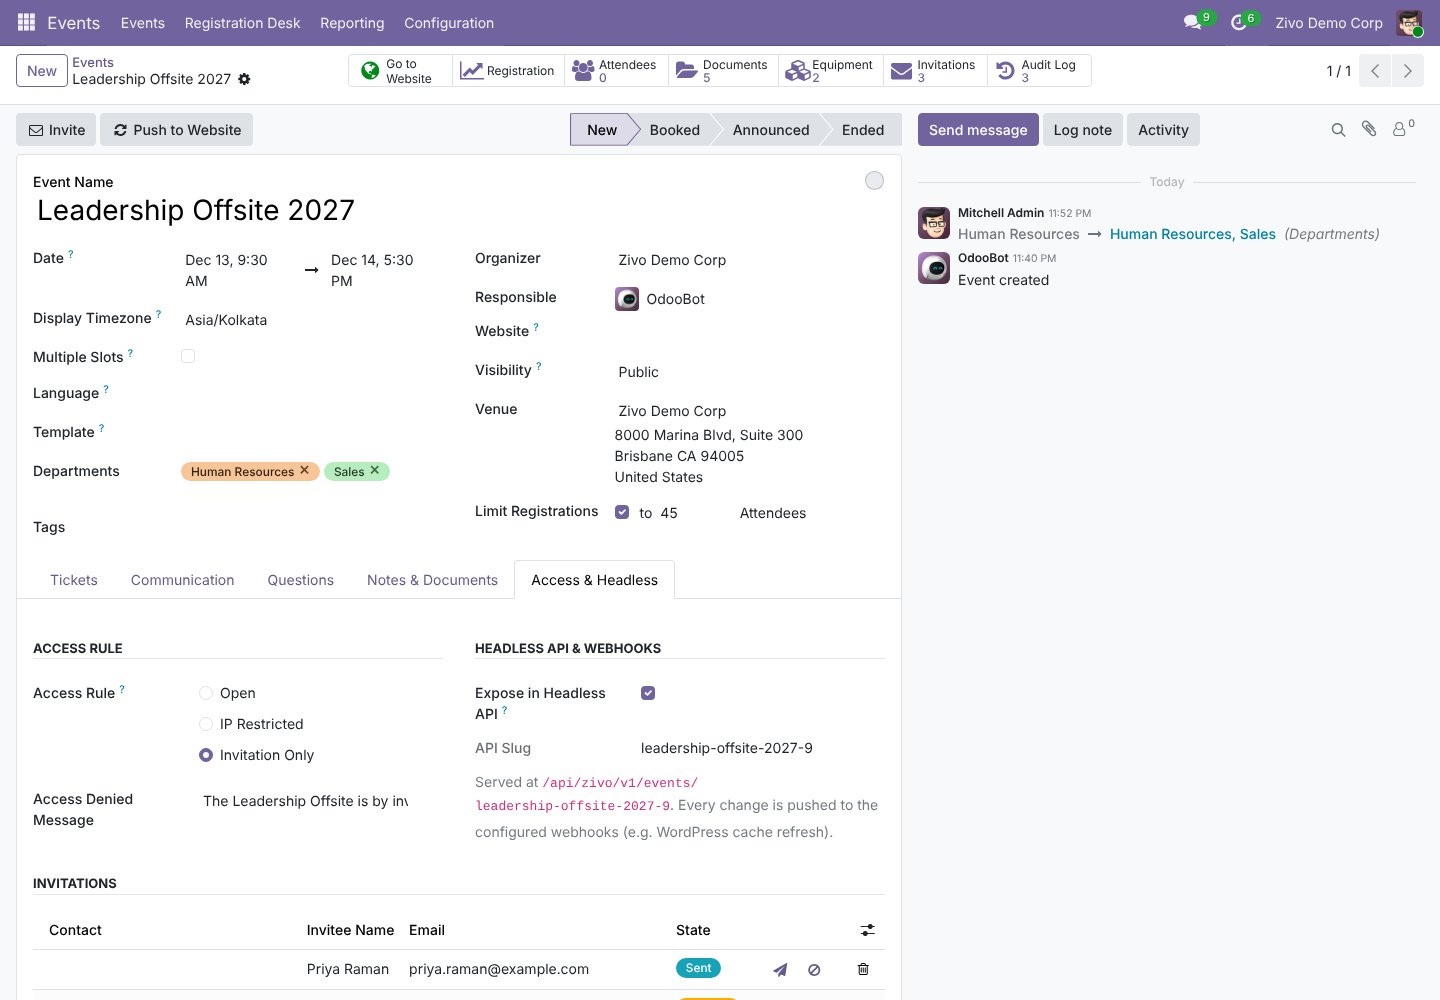 Events
Events
Registration Desk
Reporting
Configuration
9
6
Zivo Demo Corp
New
Events
Leadership Offsite 2027
Go to
Website
Registration
Attendees
0
Documents
5
Equipment
2
Invitations
3
Audit Log
3
1 / 1
Invite
Push to Website
New
Booked
Announced
Ended
Send message
Log note
Activity
0
Event Name
Leadership Offsite 2027
Date ?
Dec 13, 9:30
AM
Dec 14, 5:30
PM
Display Timezone ?
Asia/Kolkata
Multiple Slots ?
Language ?
Template ?
Departments
Human Resources
Sales
Tags
Organizer
Zivo Demo Corp
Responsible
OdooBot
Website ?
Visibility ?
Public
Venue
Zivo Demo Corp
8000 Marina Blvd, Suite 300
Brisbane CA 94005
United States
Limit Registrations
to 45 Attendees
Today
Mitchell Admin 11:52 PM
Human Resources → Human Resources, Sales (Departments)
OdooBot 11:40 PM
Event created
Tickets
Communication
Questions
Notes & Documents
Access & Headless
ACCESS RULE
Access Rule ?
Open
IP Restricted
Invitation Only
Access Denied
Message
The Leadership Offsite is by inv
HEADLESS API & WEBHOOKS
Expose in Headless
API ?
API Slug
leadership-offsite-2027-9
Served at /api/zivo/v1/events/
leadership-offsite-2027-9. Every change is pushed to the
configured webhooks (e.g. WordPress cache refresh).
INVITATIONS
Contact
Invitee Name
Email
State
Priya Raman
priya.raman@example.com
Sent